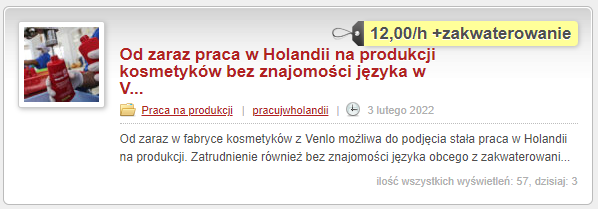 12,00/h +zakwaterowanie
Od zaraz praca w Holandii na produkcji
kosmetyków bez znajomości języka w
V...
Praca na produkcji | pracujwholandii | 3 lutego 2022
Od zaraz w fabryce kosmetyków z Venlo możliwa do podjęcia stała praca w Holandii
na produkcji. Zatrudnienie również bez znajomości języka obcego z zakwaterowani...
ilość wszystkich wyświetleń: 57, dzisiaj: 3